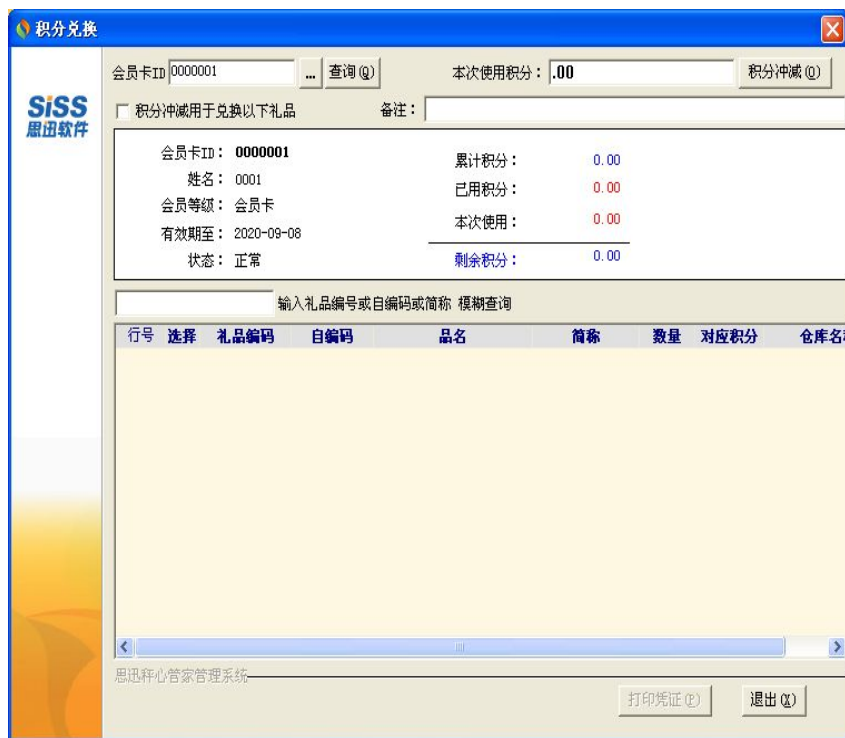 积分兑换
会员卡ID 0000001 ... 查询(Q) 本次使用积分： .00 积分冲减(O)
SiSS
思迅软件
积分冲减用于兑换以下礼品 备注：
会员卡ID： 0000001 累计积分： 0.00
姓名： 0001 已用积分： 0.00
会员等级： 会员卡 本次使用： 0.00
有效期至： 2020-09-08
状态： 正常 剩余积分： 0.00
输入礼品编号或自编码或简称 模糊查询
行号 选择 礼品编码 自编码 品名 简称 数量 对应积分 仓库名
思迅秤心管家管理系统
打印凭证(P) 退出(X)